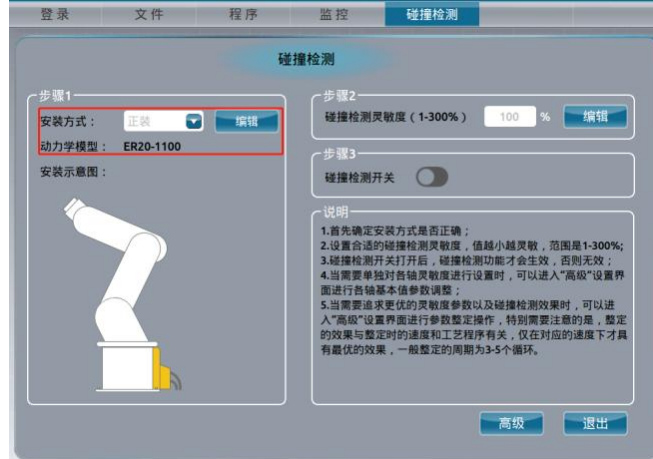 登录 文件 程序 监控 碰撞检测
碰撞检测
步骤1
安装方式： 正装 编辑
动力学模型： ER20-1100
安装示意图：
步骤2
碰撞检测灵敏度（1-300%） 100 % 编辑
步骤3
碰撞检测开关
说明
1.首先确定安装方式是否正确；
2.设置合适的碰撞检测灵敏度，值越小越灵敏，范围是1-300%;
3.碰撞检测开关打开后，碰撞检测功能才会生效，否则无效；
4.当需要单独对各轴灵敏度进行设置时，可以进入“高级”设置界
面进行各轴基本值参数调整；
5.当需要追求更优的灵敏度参数以及碰撞检测效果时，可以进
入“高级”设置界面进行参数整定操作，特别需要注意的是，整定
的效果与整定时的速度和工艺程序有关，仅在对应的速度下才具
有最优的效果，一般整定的周期为3-5个循环。
高级 退出